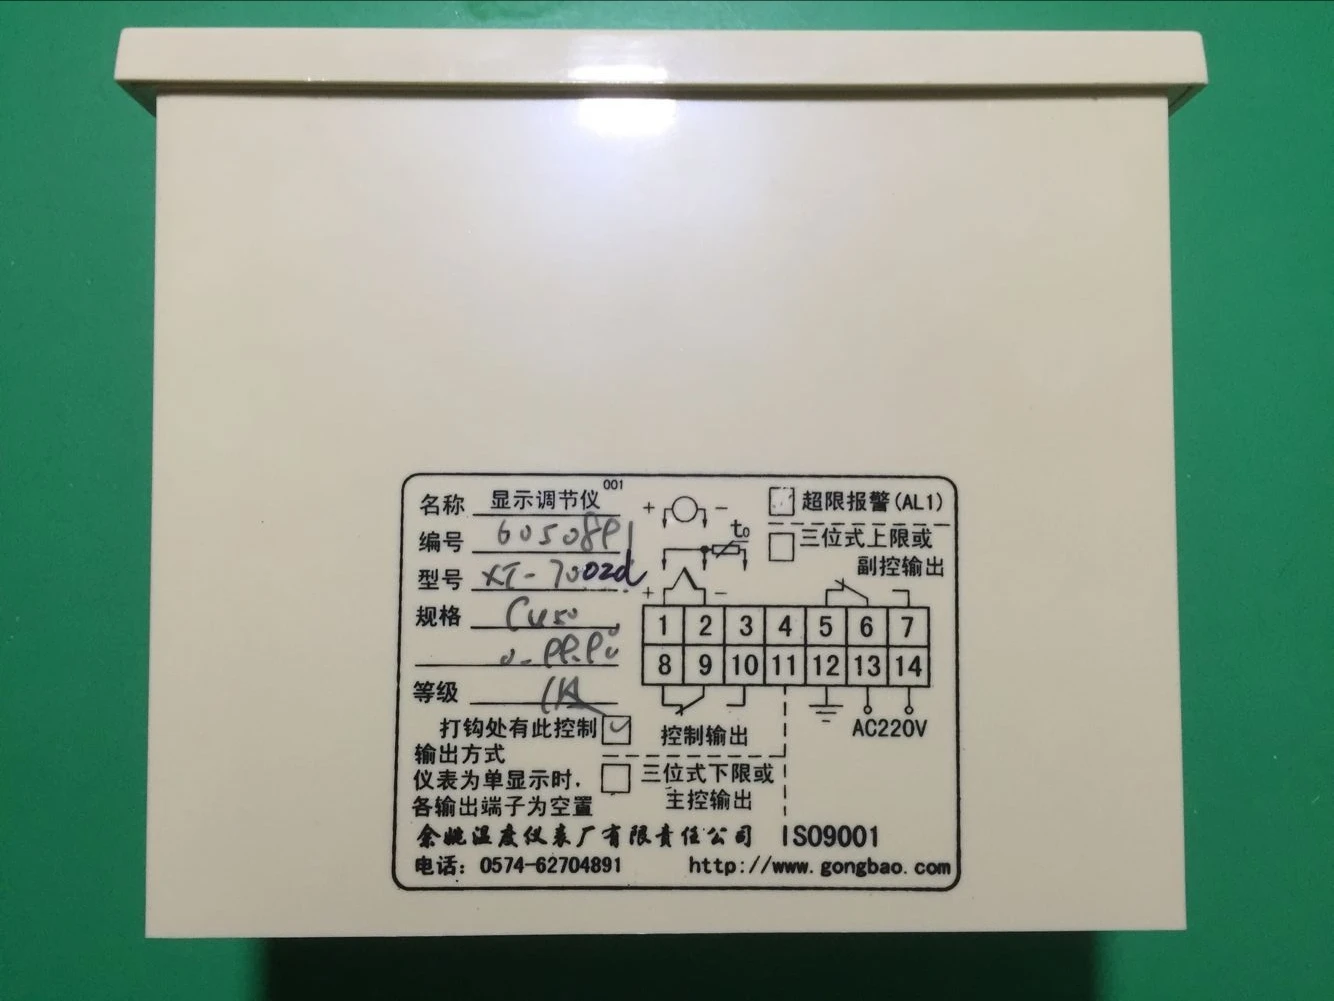 名称 显示调节仪 001
编号 6050891
型号 XT-7002d
规格 Cu50
0-99.9℃
等级
打钩处有此控制
输出方式
仪表为单显示时,
各输出端子为空置
+ -
t₀
+ -
超限报警(AL1)
三位式上限或
副控输出
1 2 3 4 5 6 7
8 9 10 11 12 13 14
AC220V
控制输出
三位式下限或
主控输出
余姚温度仪表厂有限责任公司 ISO9001
电话: 0574-62704891 http://www.gongbao.com